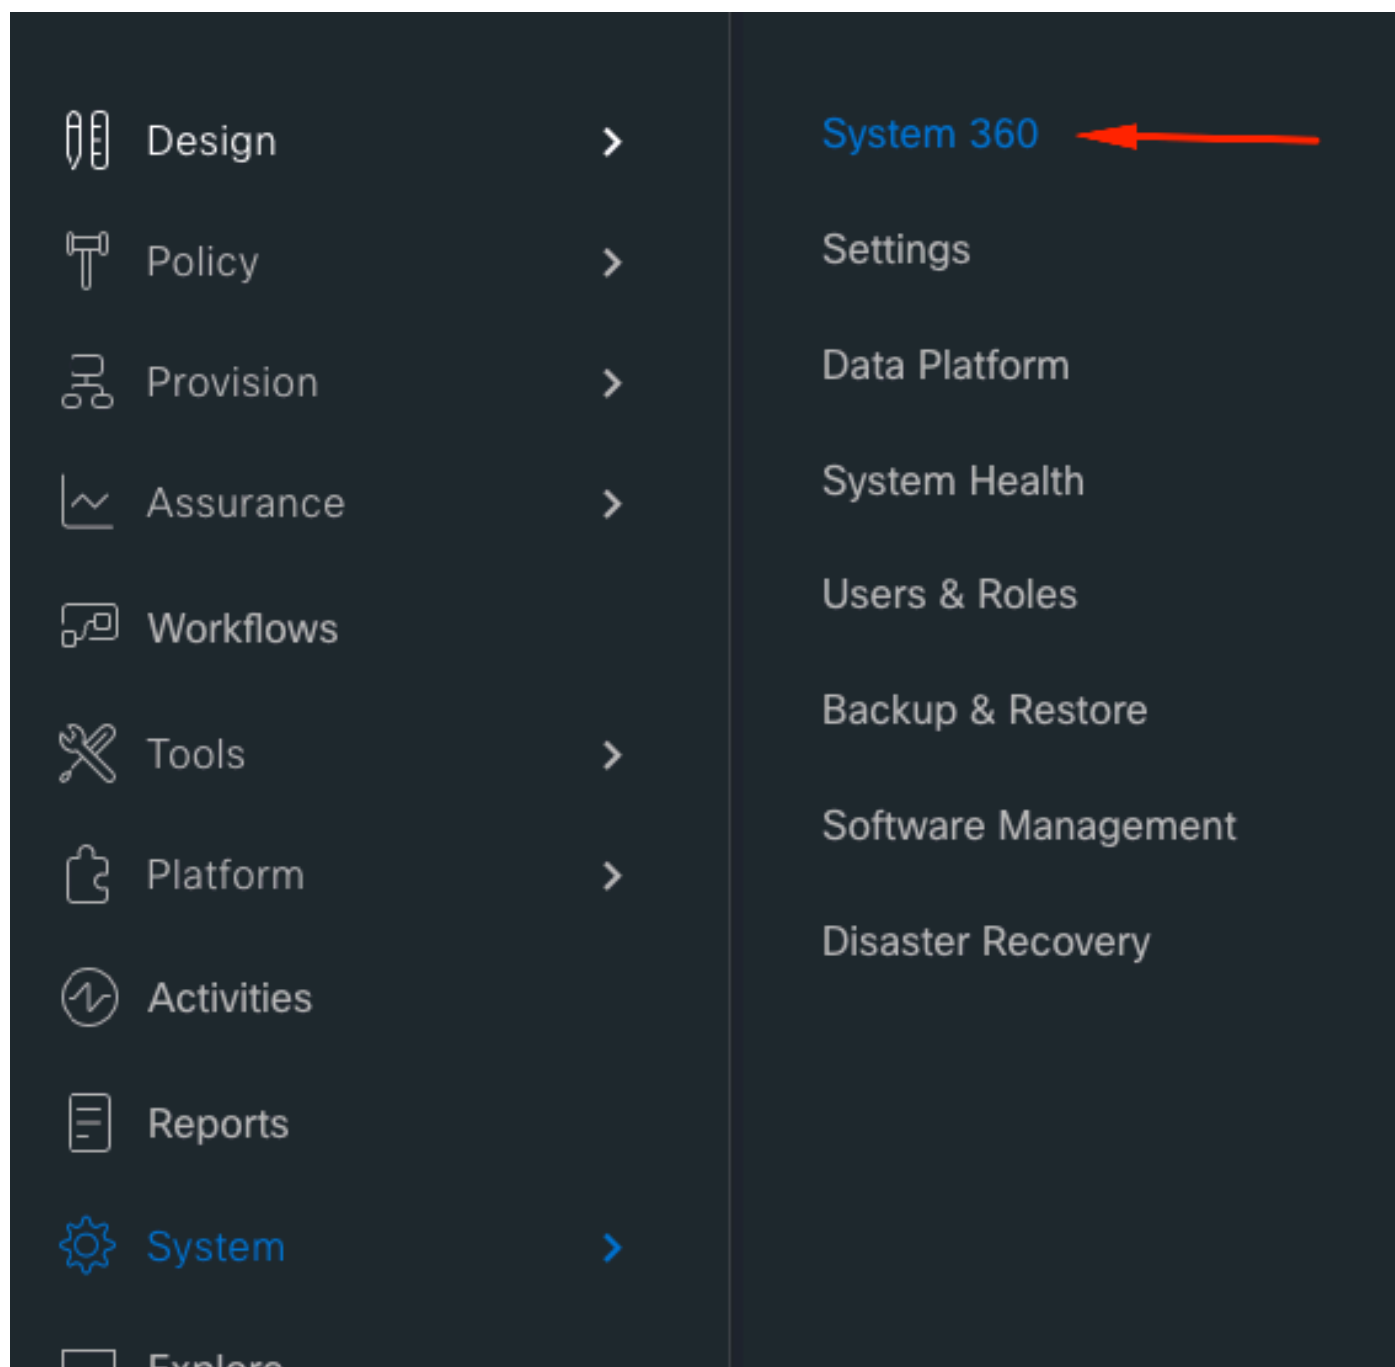 Design
Policy
Provision
Assurance
Workflows
Tools
Platform
Activities
Reports
System
Explore
System 360
Settings
Data Platform
System Health
Users & Roles
Backup & Restore
Software Management
Disaster Recovery